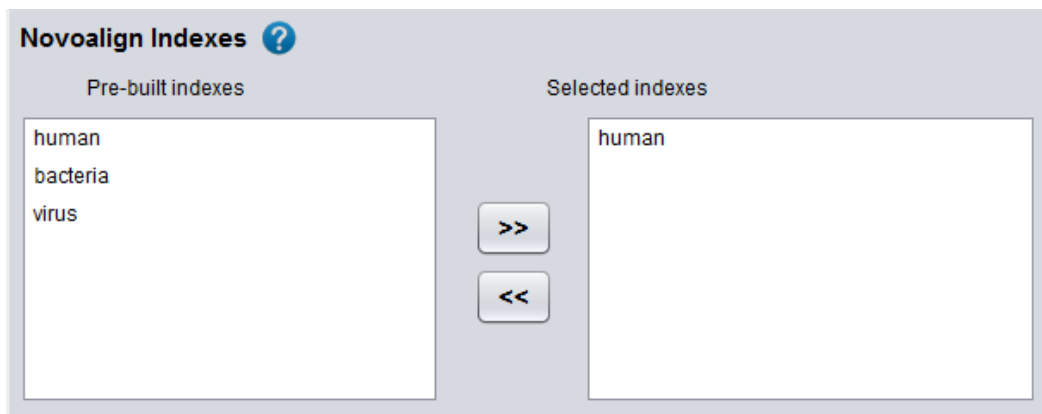 Novoalign Indexes ?
Pre-built indexes
Selected indexes
human
bacteria
virus
>>
<<
human